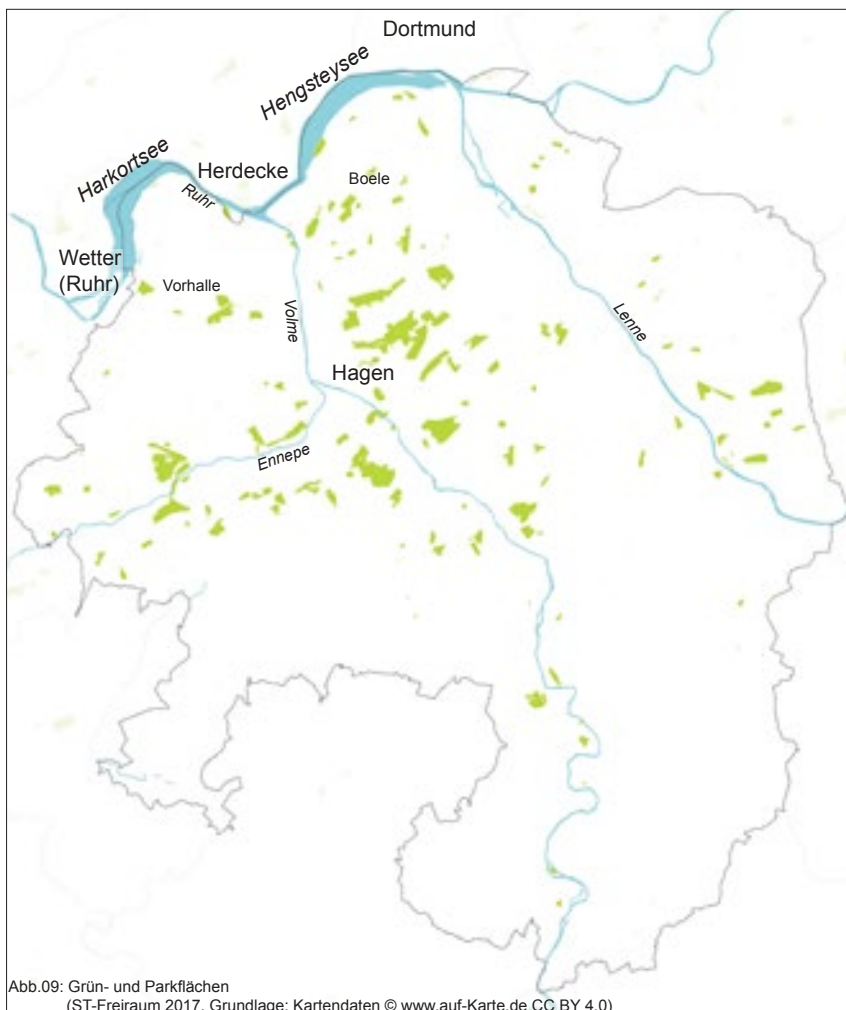 Dortmund
Hengsteysee
Harkortsee
Herdecke
Boele
Ruhr
Wetter
(Ruhr)
Vorhalle
Volme
Lenne
Hagen
Ennepe
Abb.09: Grün- und Parkflächen
(ST-Freiraum 2017, Grundlage: Kartendaten © www.auf-Karte.de CC BY 4.0)